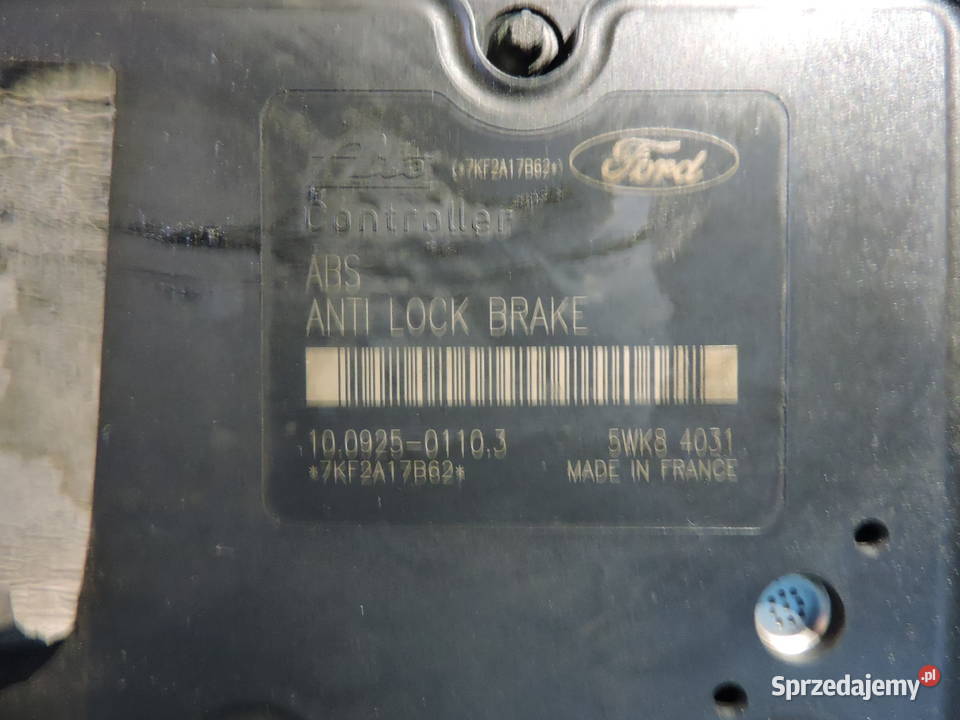 Ate (*7KF2A17B62*) Ford
Controller
ABS
ANTI LOCK BRAKE
10.0925-0110.3 5WK8 4031
*7KF2A17B62* MADE IN FRANCE
Sprzedajemy.pl